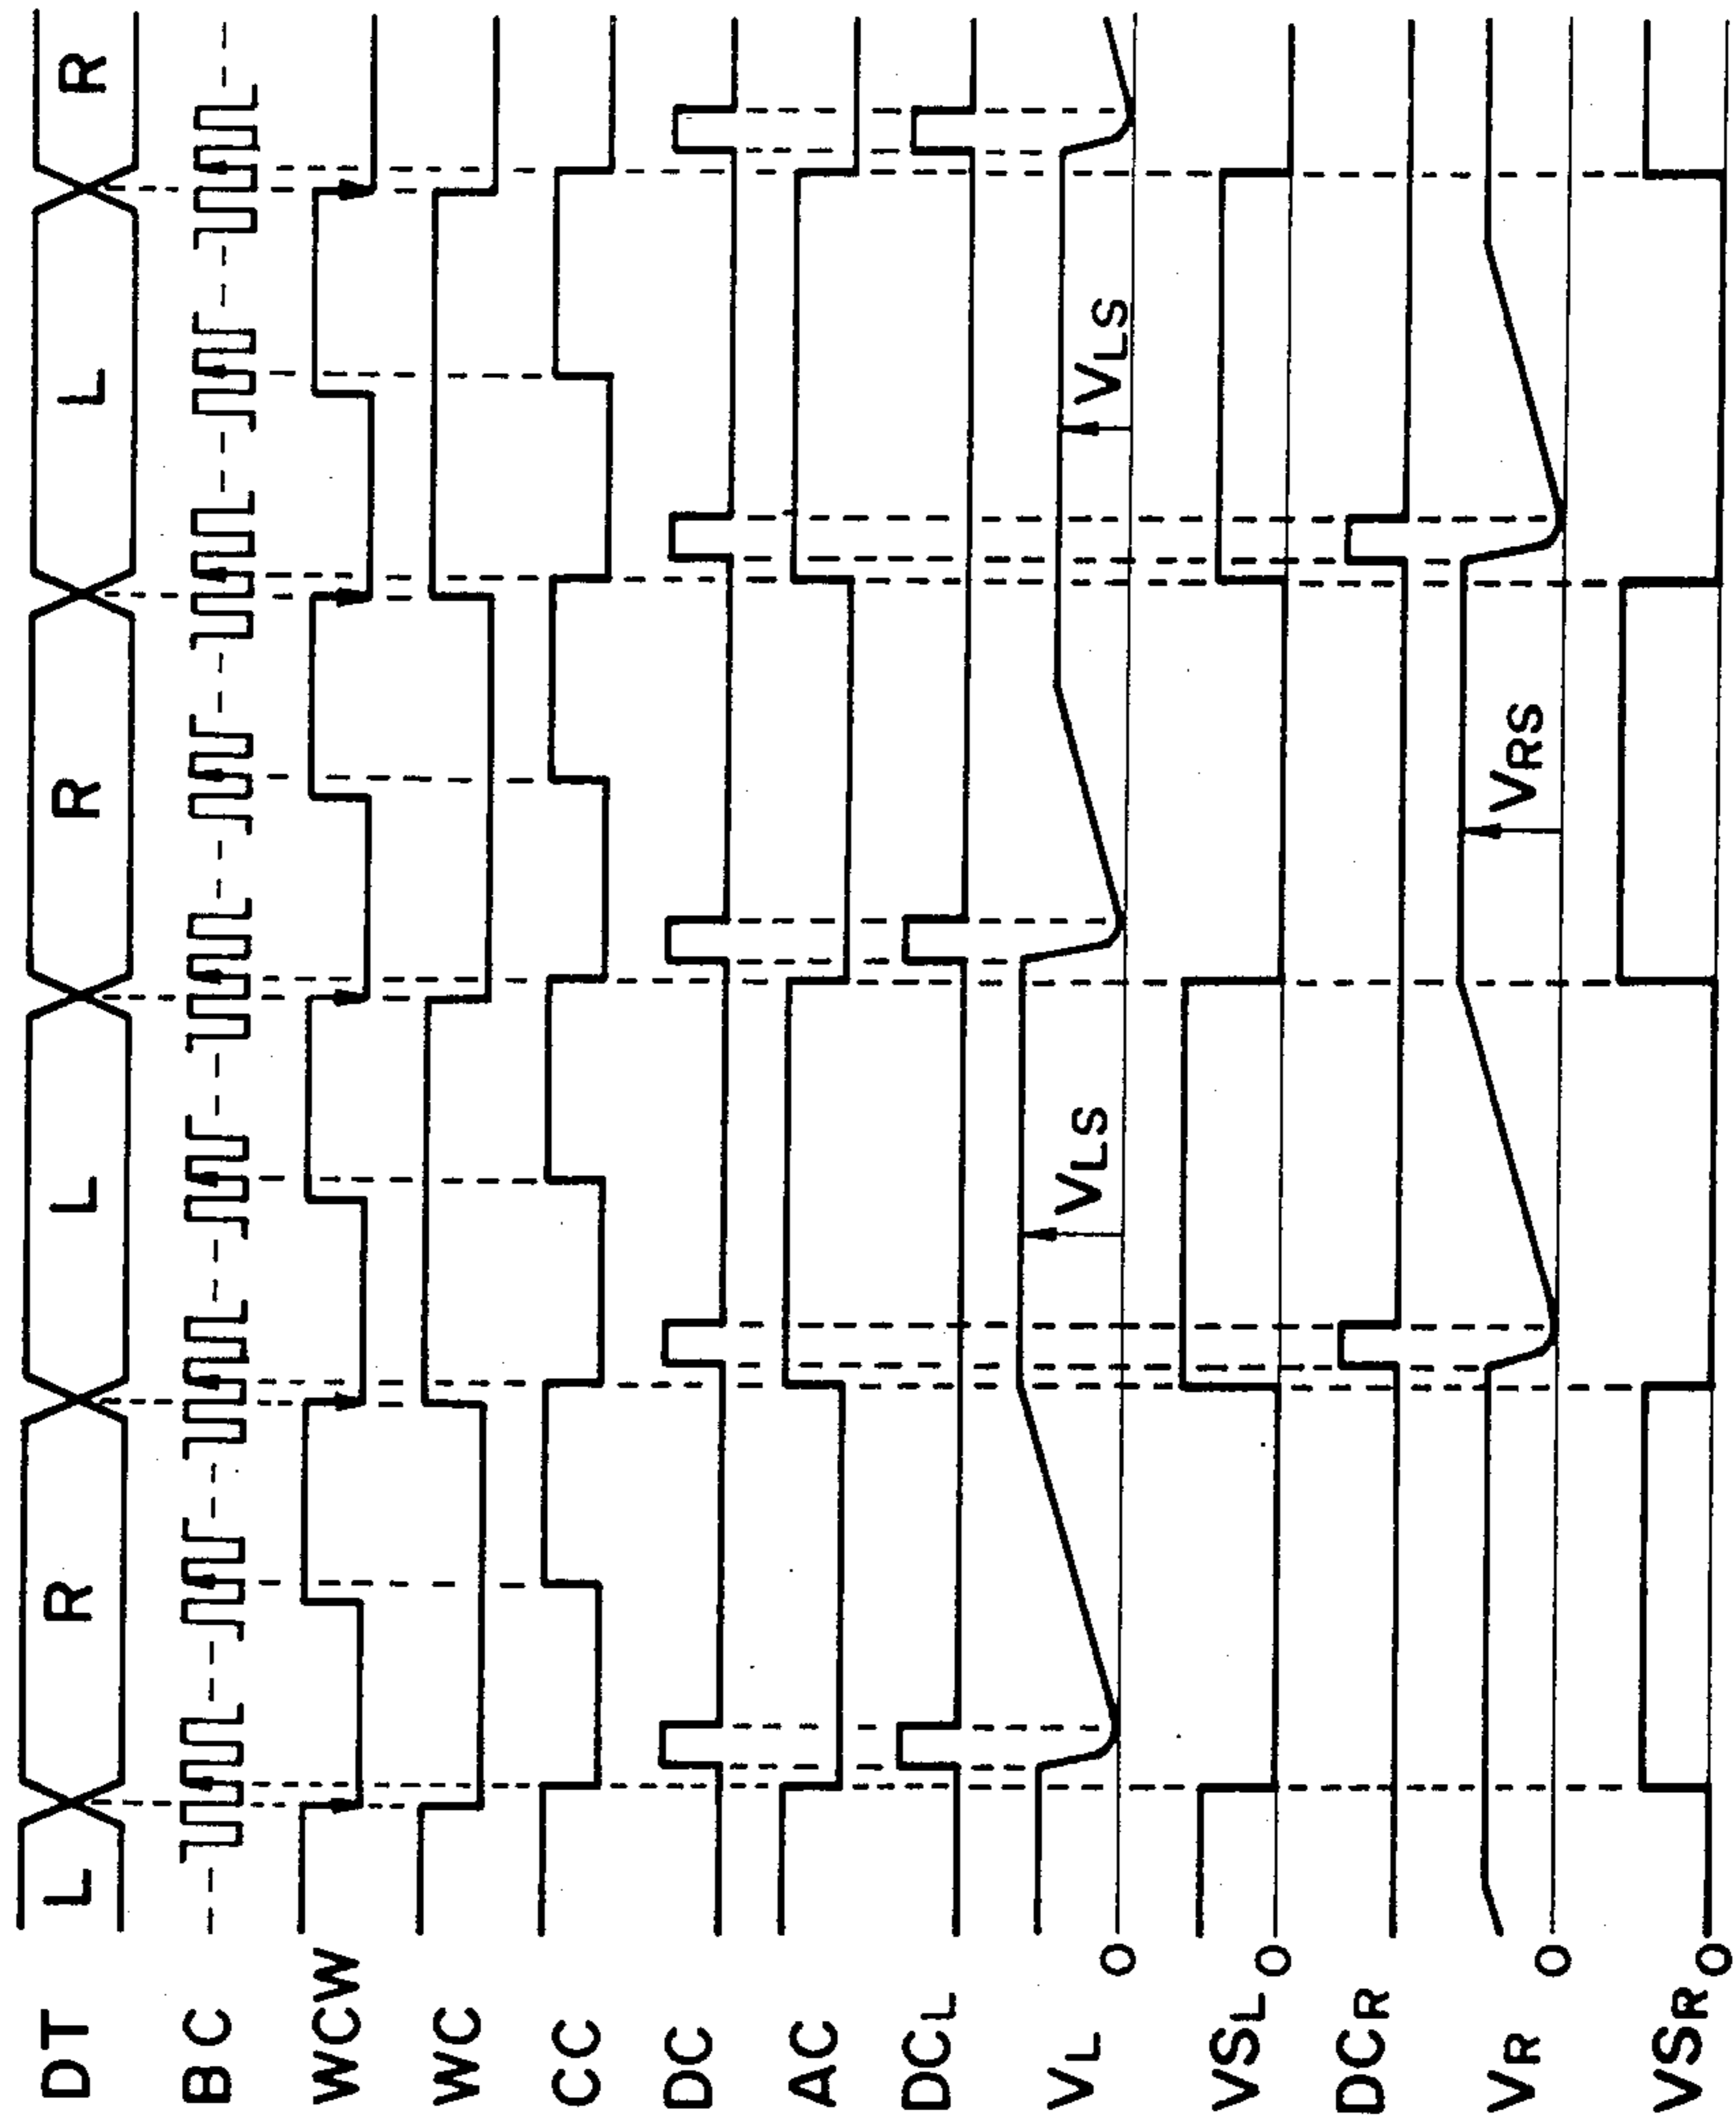 DT L R L R L R
BC
WCW
WC
CC
DC
AC
DCL
VL 0 VLS VLS
VSL 0
DCR
VR 0 VRS
VSR 0